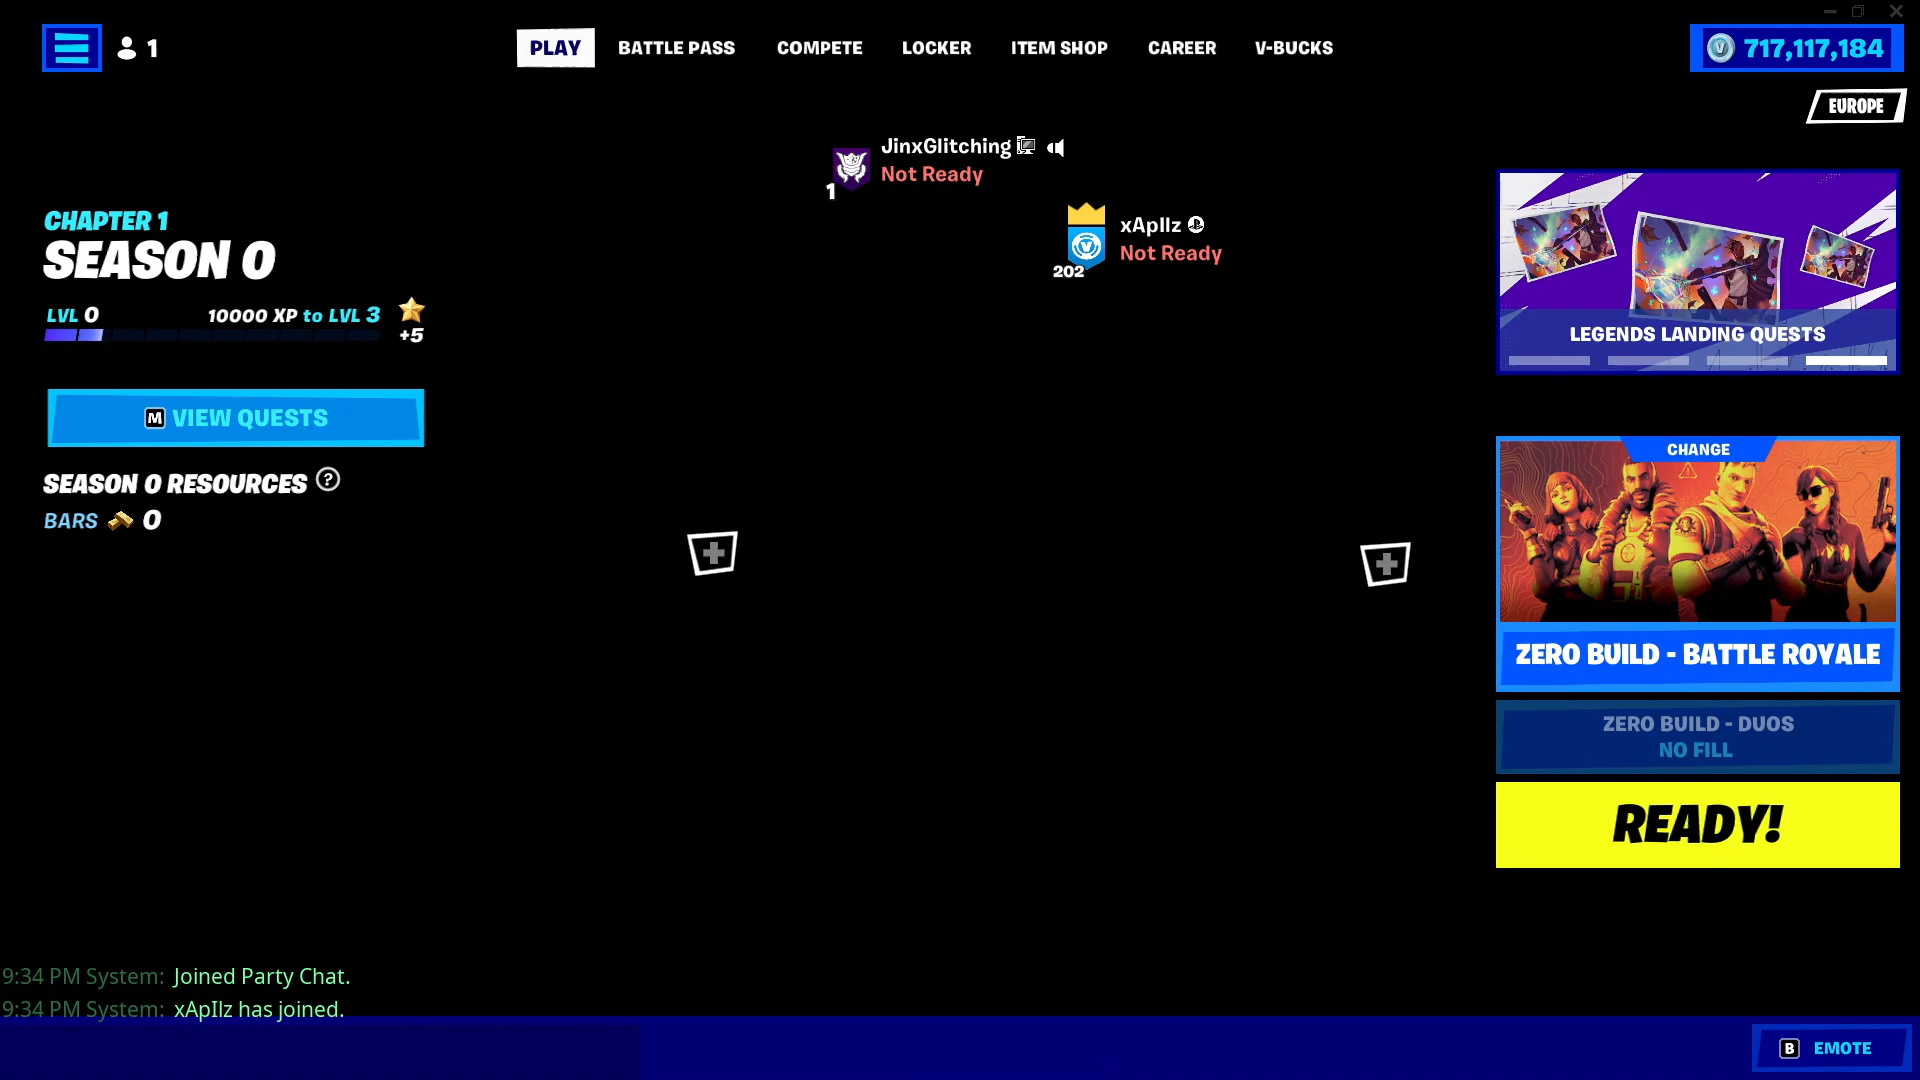 1
PLAY
BATTLE PASS
COMPETE
LOCKER
ITEM SHOP
CAREER
V-BUCKS
717,117,184
EUROPE
JinxGlitching
Not Ready
1
xApIlz
Not Ready
202
CHAPTER 1
SEASON 0
LVL 0
10000 XP to LVL 3
+5
M VIEW QUESTS
SEASON 0 RESOURCES ?
BARS 0
LEGENDS LANDING QUESTS
CHANGE
ZERO BUILD - BATTLE ROYALE
ZERO BUILD - DUOS
NO FILL
READY!
9:34 PM System: Joined Party Chat.
9:34 PM System: xApIlz has joined.
B EMOTE